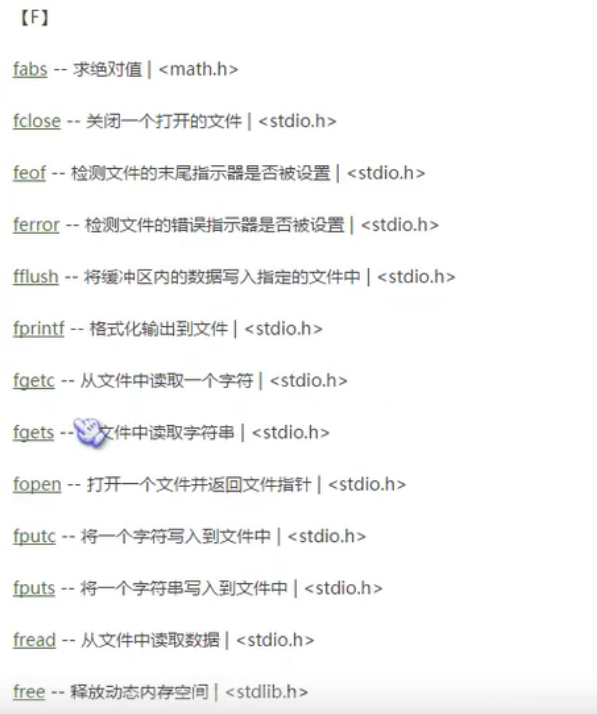 【F】
fabs -- 求绝对值 | <math.h>
fclose -- 关闭一个打开的文件 | <stdio.h>
feof -- 检测文件的末尾指示器是否被设置 | <stdio.h>
ferror -- 检测文件的错误指示器是否被设置 | <stdio.h>
fflush -- 将缓冲区内的数据写入指定的文件中 | <stdio.h>
fprintf -- 格式化输出到文件 | <stdio.h>
fgetc -- 从文件中读取一个字符 | <stdio.h>
fgets -- 文件中读取字符串 | <stdio.h>
fopen -- 打开一个文件并返回文件指针 | <stdio.h>
fputc -- 将一个字符写入到文件中 | <stdio.h>
fputs -- 将一个字符串写入到文件中 | <stdio.h>
fread -- 从文件中读取数据 | <stdio.h>
free -- 释放动态内存空间 | <stdlib.h>